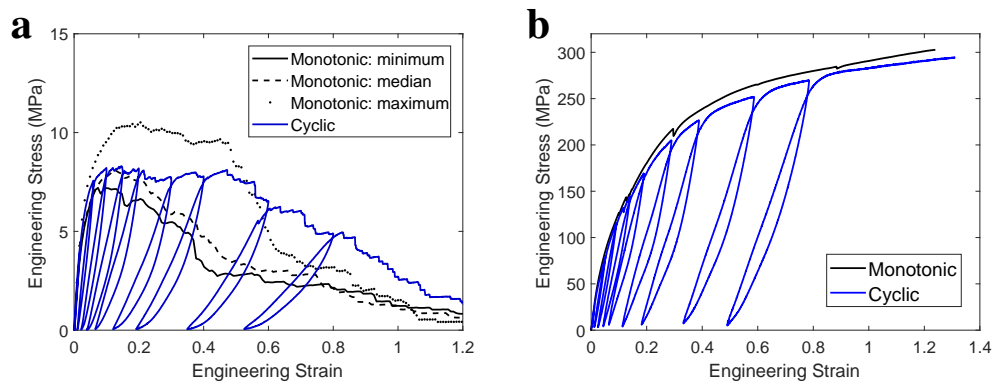 a
15
10
5
0
0
0.2
0.4
0.6
0.8
1
1.2
Engineering Stress (MPa)
Engineering Strain
Monotonic: minimum
Monotonic: median
Monotonic: maximum
Cyclic
b
300
250
200
150
100
50
0
0
0.2
0.4
0.6
0.8
1
1.2
1.4
Engineering Stress (MPa)
Engineering Strain
Monotonic
Cyclic